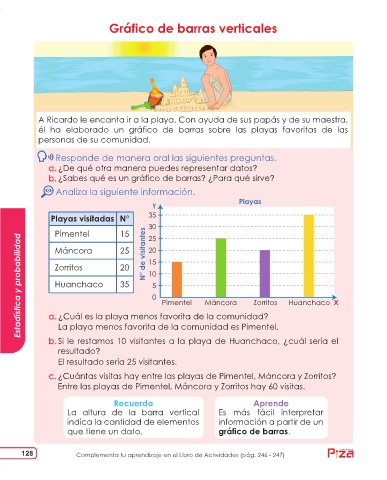 Gráfico de barras verticales
A Ricardo le encanta ir a la playa. Con ayuda de sus papás y de su maestra,
él ha elaborado un gráfico de barras sobre las playas favoritas de las
personas de su comunidad.
Responde de manera oral las siguientes preguntas.
a. ¿De qué otra manera puedes representar datos?
b. ¿Sabes qué es un gráfico de barras? ¿Para qué sirve?
Analiza la siguiente información.
Playas visitadas N°
Pimentel 15
Máncora 25
Zorritos 20
Huanchaco 35
Playas
Y
N° de visitantes
35
30
25
20
15
10
5
0
Pimentel Máncora Zorritos Huanchaco X
a. ¿Cuál es la playa menos favorita de la comunidad?
La playa menos favorita de la comunidad es Pimentel.
b. Si le restamos 10 visitantes a la playa de Huanchaco, ¿cuál sería el
resultado?
El resultado sería 25 visitantes.
c. ¿Cuántas visitas hay entre las playas de Pimentel, Máncora y Zorritos?
Entre las playas de Pimentel, Máncora y Zorritos hay 60 visitas.
Recuerda
La altura de la barra vertical
indica la cantidad de elementos
que tiene un dato.
Aprende
Es más fácil interpretar
información a partir de un
gráfico de barras.
Estadística y probabilidad
128
Complementa tu aprendizaje en el Libro de Actividades (pág. 246 - 247)